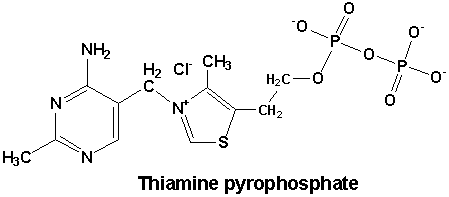 O
O⁻
⁻O
P
O
NH₂
C
H₂
Cl⁻
CH₃
H₂C
O
P
O⁻
O⁻
O
N
N⁺
CH₂
H₃C
N
S
Thiamine pyrophosphate